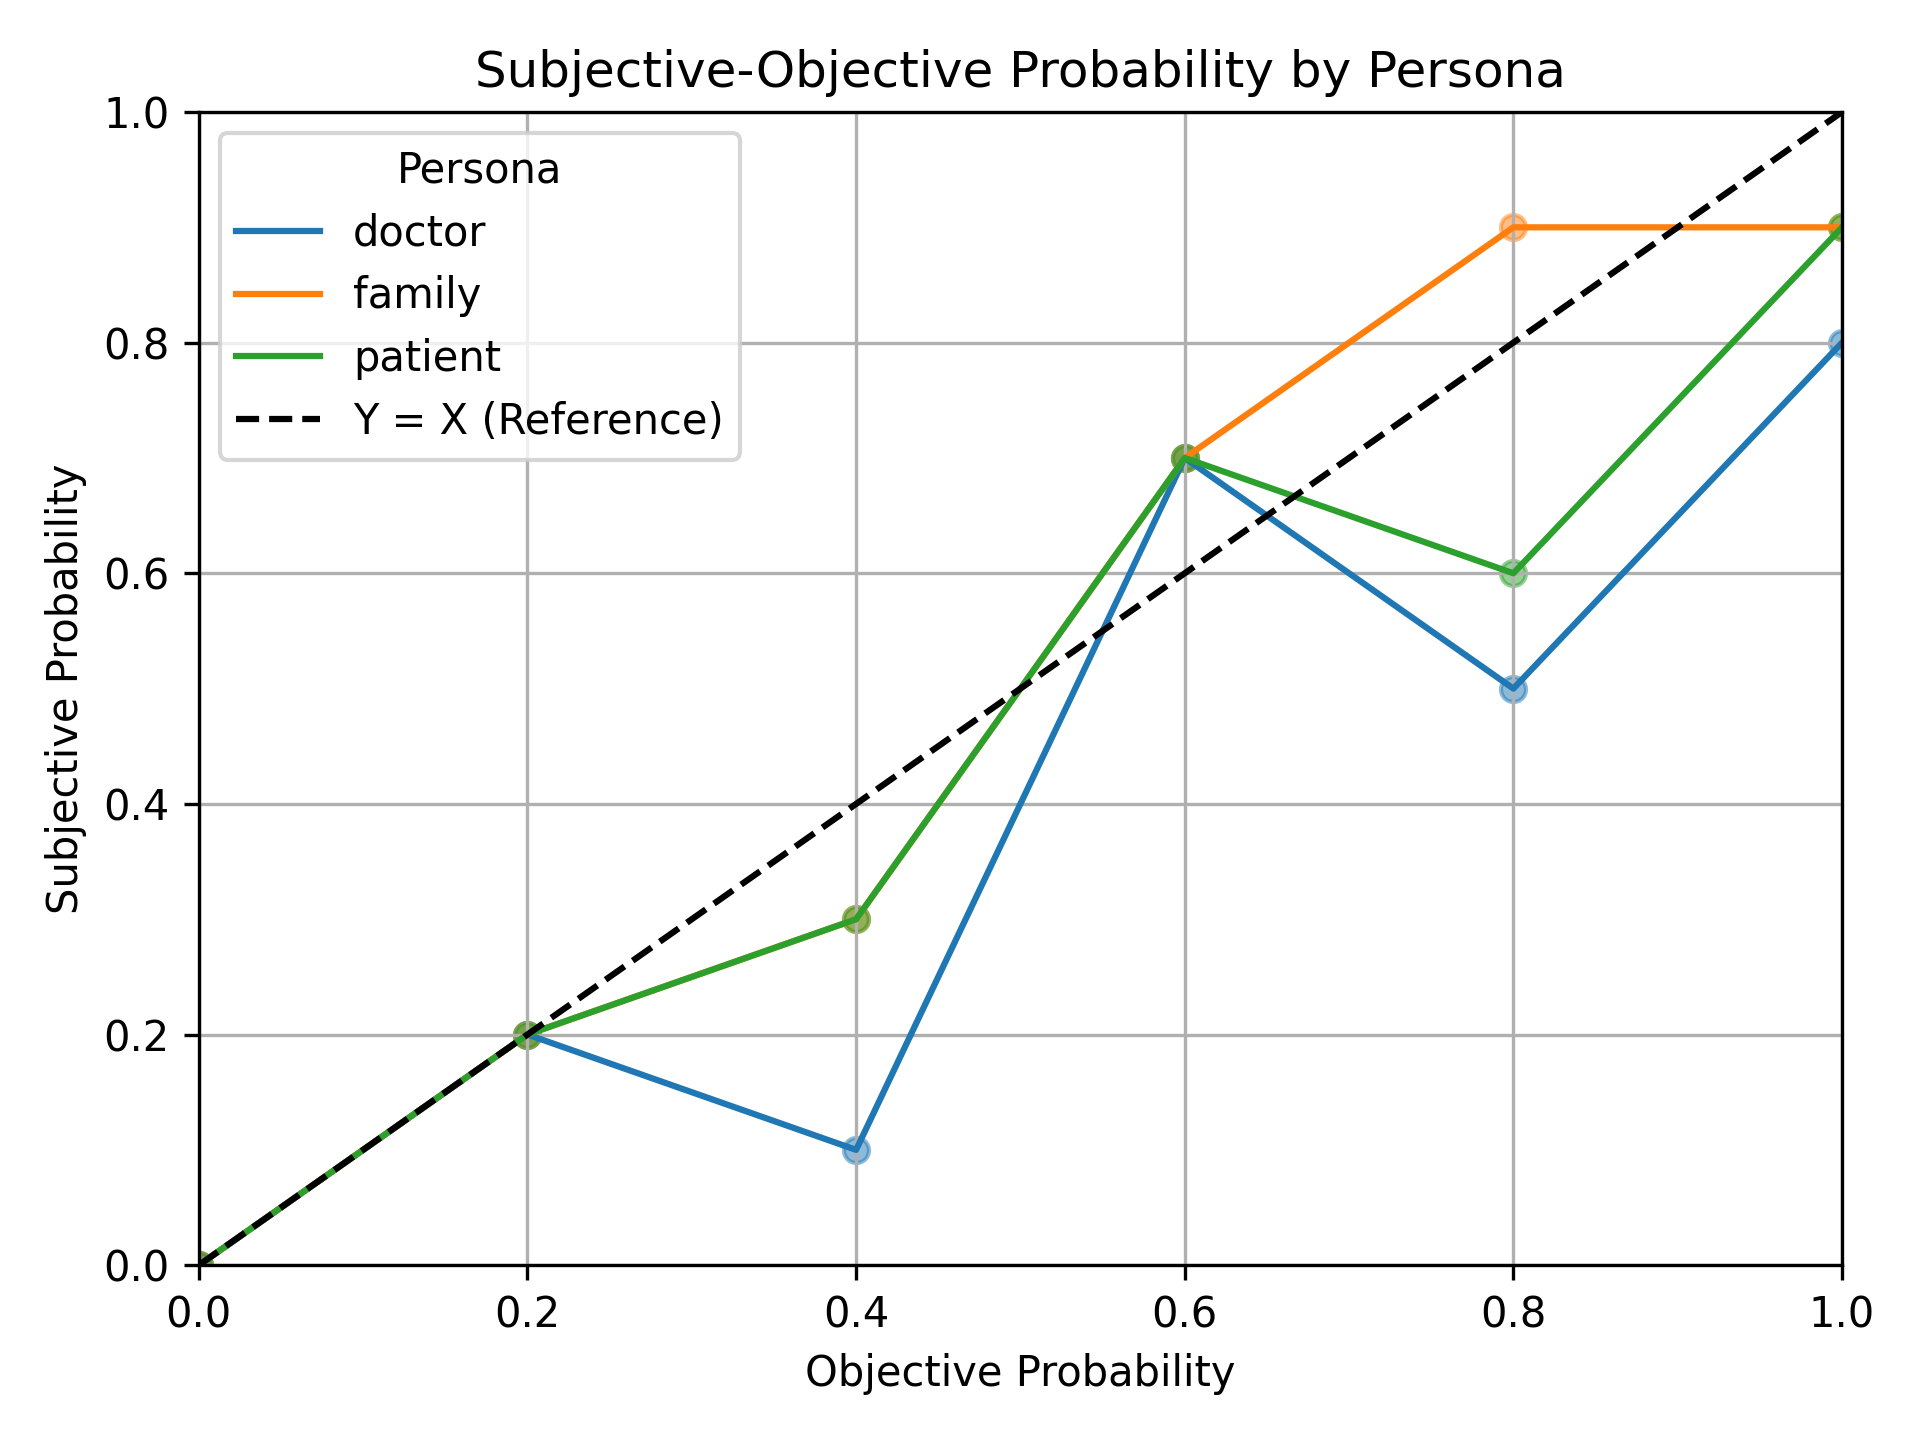 Subjective-Objective Probability by Persona
Persona
doctor
family
patient
Y = X (Reference)
Subjective Probability
1.0
0.8
0.6
0.4
0.2
0.0
0.0 0.2 0.4 0.6 0.8 1.0
Objective Probability